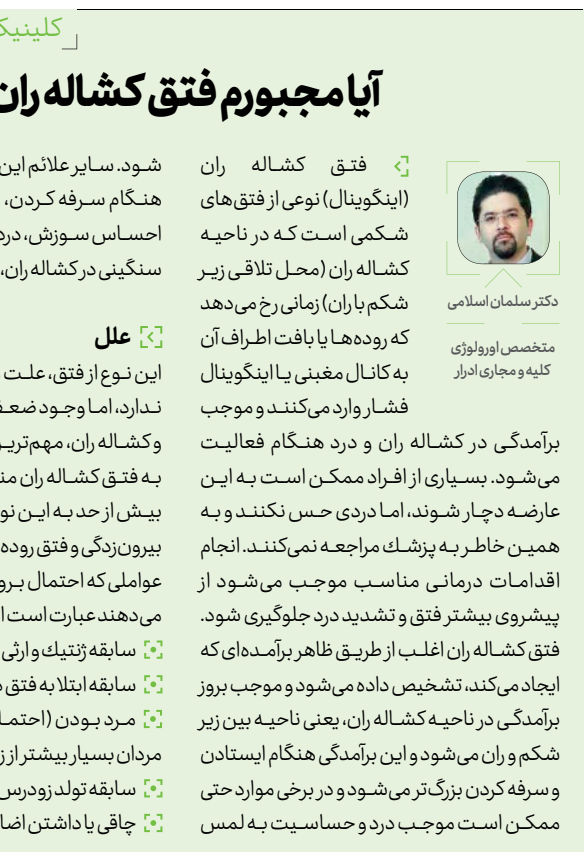 کلینیک
آیا مجبورم فتق کشاله ران
دکتر سلمان اسلامی
متخصص اورولوژی
کلیه و مجاری ادرار
فتق کشاله ران
(اینگوینال) نوعی از فتق‌های
شکمی است که در ناحیه
کشاله ران (محل تلاقی زیر
شکم با ران) زمانی رخ می‌دهد
که روده‌ها یا بافت اطراف آن
به کانال مغبنی یا اینگوینال
فشار وارد می‌کنند و موجب
برآمدگی در کشاله ران و درد هنگام فعالیت
می‌شود. بسیاری از افراد ممکن است به این
عارضه دچار شوند، اما دردی حس نکنند و به
همین خاطر به پزشك مراجعه نمی‌کنند. انجام
اقدامات درمانی مناسب موجب می‌شود از
پیشروی بیشتر فتق و تشدید درد جلوگیری شود.
فتق کشاله ران اغلب از طریق ظاهر برآمده‌ای که
ایجاد می‌کند، تشخیص داده می‌شود و موجب بروز
برآمدگی در ناحیه کشاله ران، یعنی ناحیه بین زیر
شکم و ران می‌شود و این برآمدگی هنگام ایستادن
و سرفه کردن بزرگ‌تر می‌شود و در برخی موارد حتی
ممکن است موجب درد و حساسیت به لمس
شود. سایر علائم این
هنگام سرفه کردن،
احساس سوزش، درد
سنگینی در کشاله ران،
علل
این نوع از فتق، علت
ندارد، اما وجود ضعف
و کشاله ران، مهم‌ترین
به فتق کشاله ران من
بیش از حد به این نو
بیرون‌زدگی و فتق روده
عواملی که احتمال برو
می‌دهند عبارت است ا
سابقه ژنتیك و ارثی
سابقه ابتلا به فتق د
مرد بودن (احتما
مردان بسیار بیشتر از ز
سابقه تولد زودرس
چاقی یا داشتن اضا